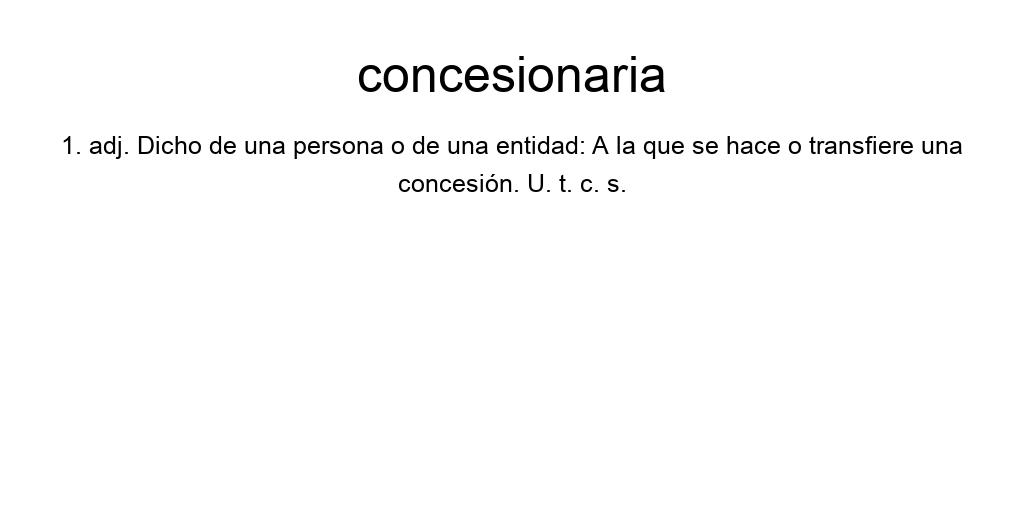 concesionaria
1. adj. Dicho de una persona o de una entidad: A la que se hace o transfiere una
concesión. U. t. c. s.